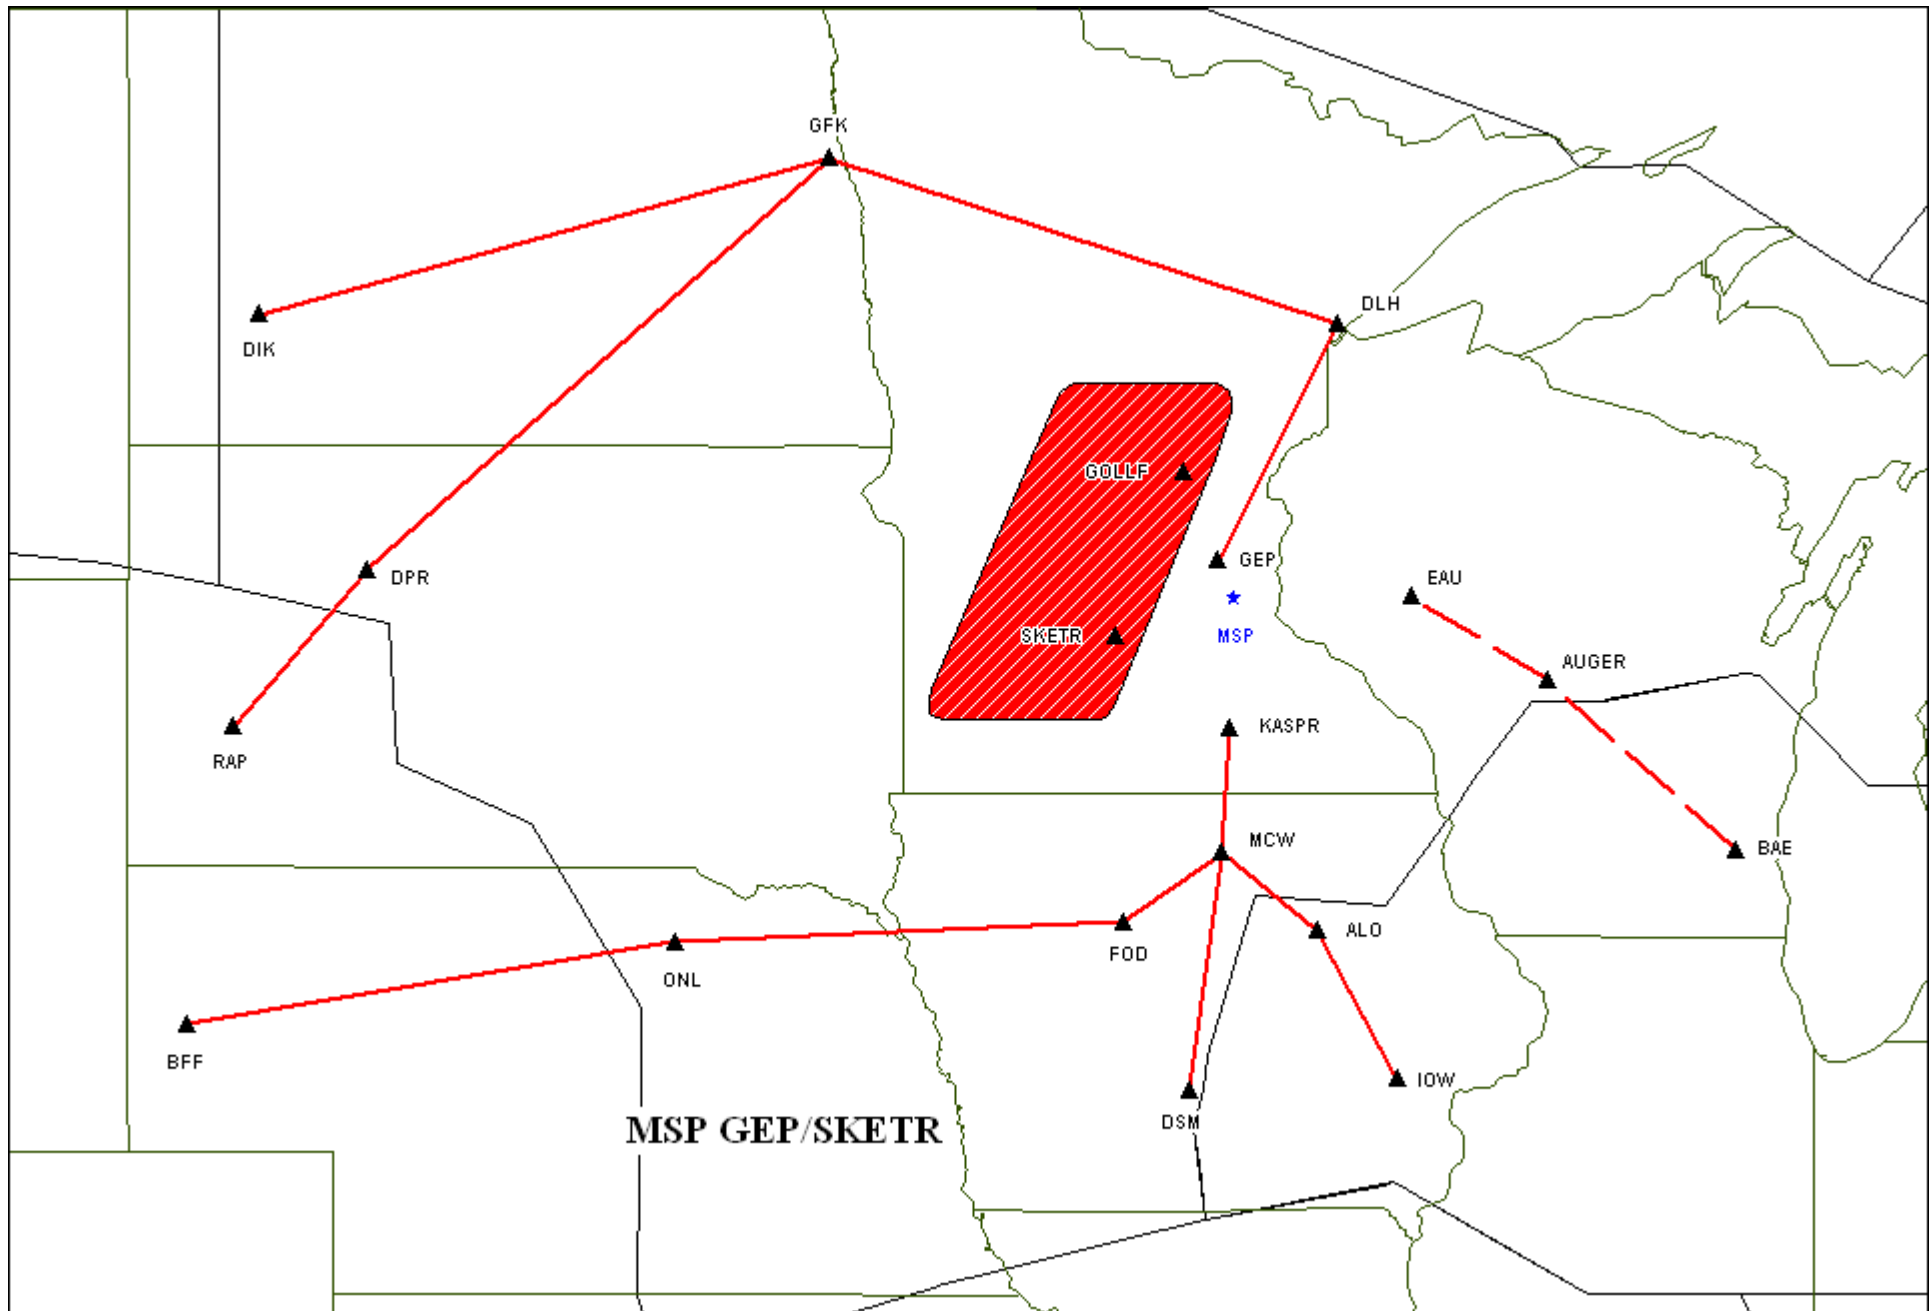 GFK
DLH
DIK
GOLLF
GEP
EAU
DPR
MSP
SKETR
AUGER
KASPR
RAP
MCW
BAE
ALO
FOD
ONL
BFF
IOW
DSM
MSP GEP/SKETR